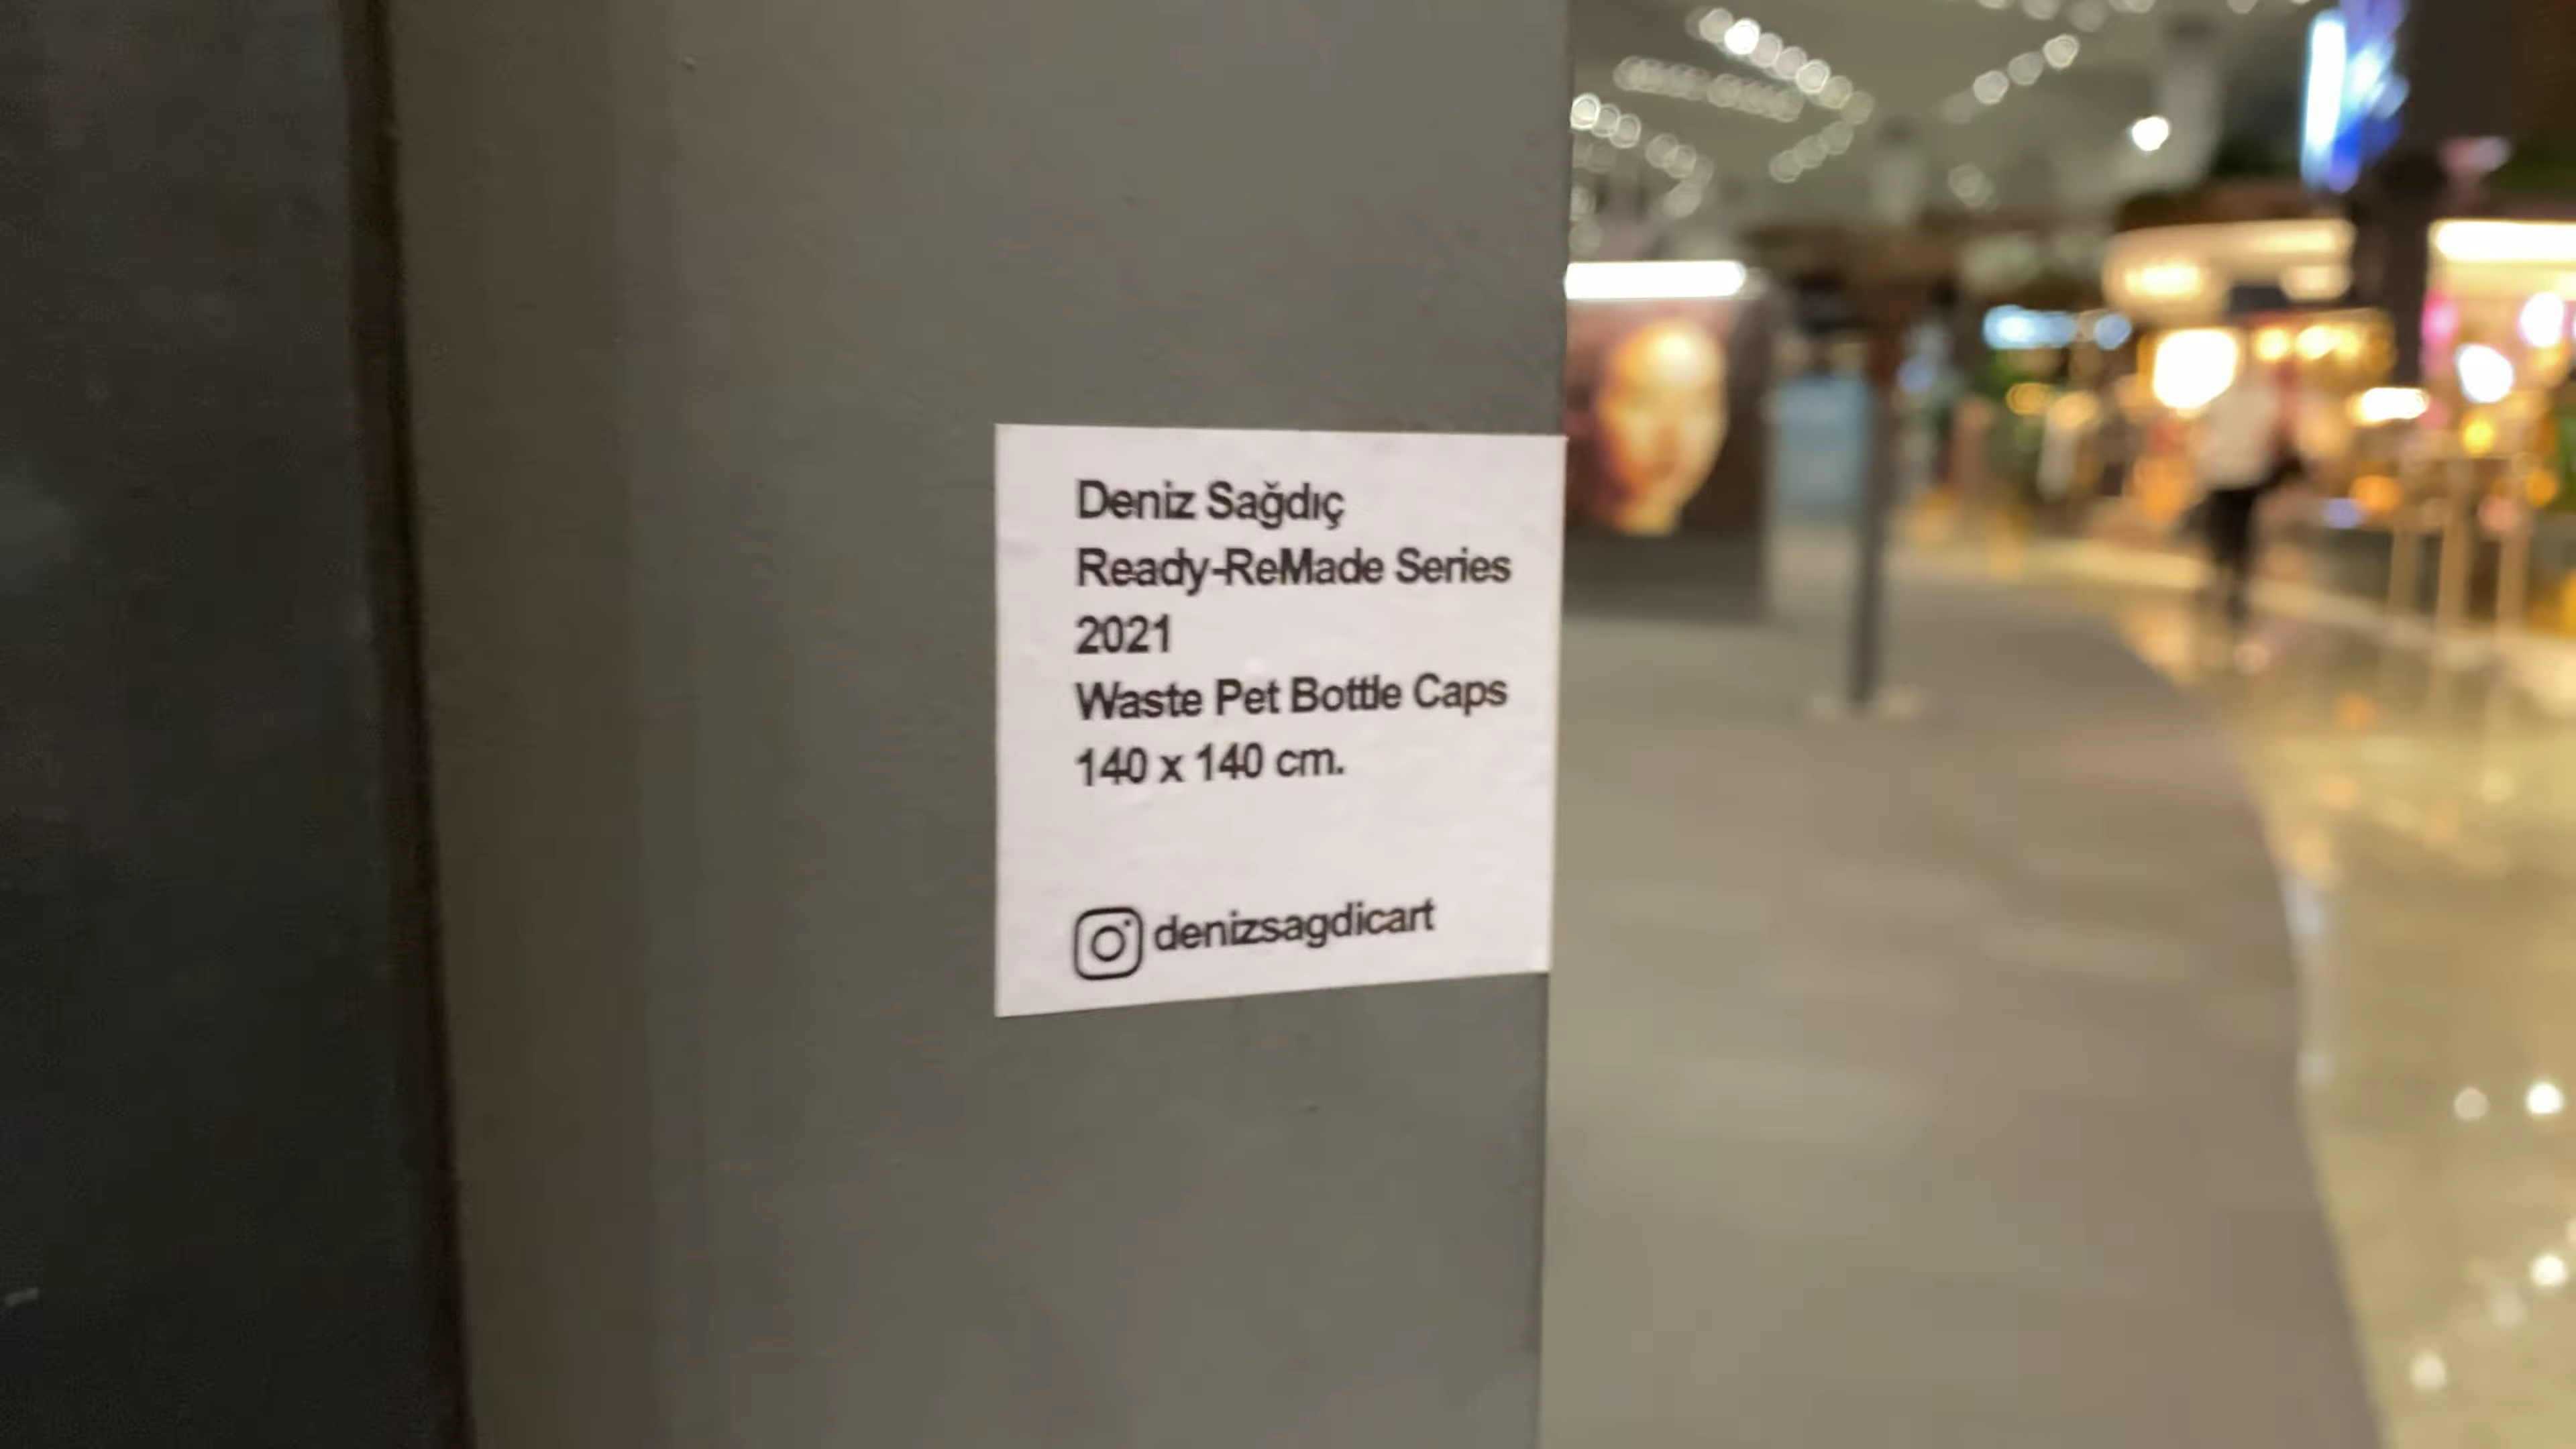 Deniz Sağdıç
Ready-ReMade Series
2021
Waste Pet Bottle Caps
140 x 140 cm.
denizsagdicart